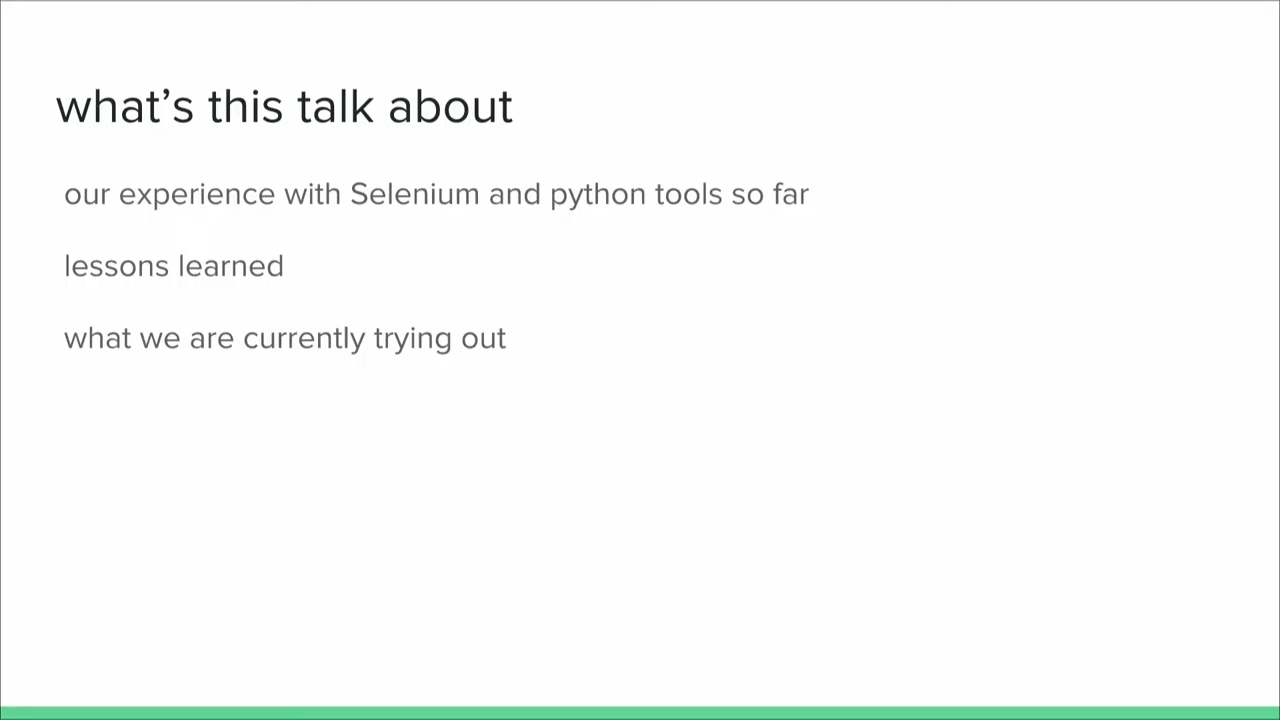 what’s this talk about
our experience with Selenium and python tools so far
lessons learned
what we are currently trying out